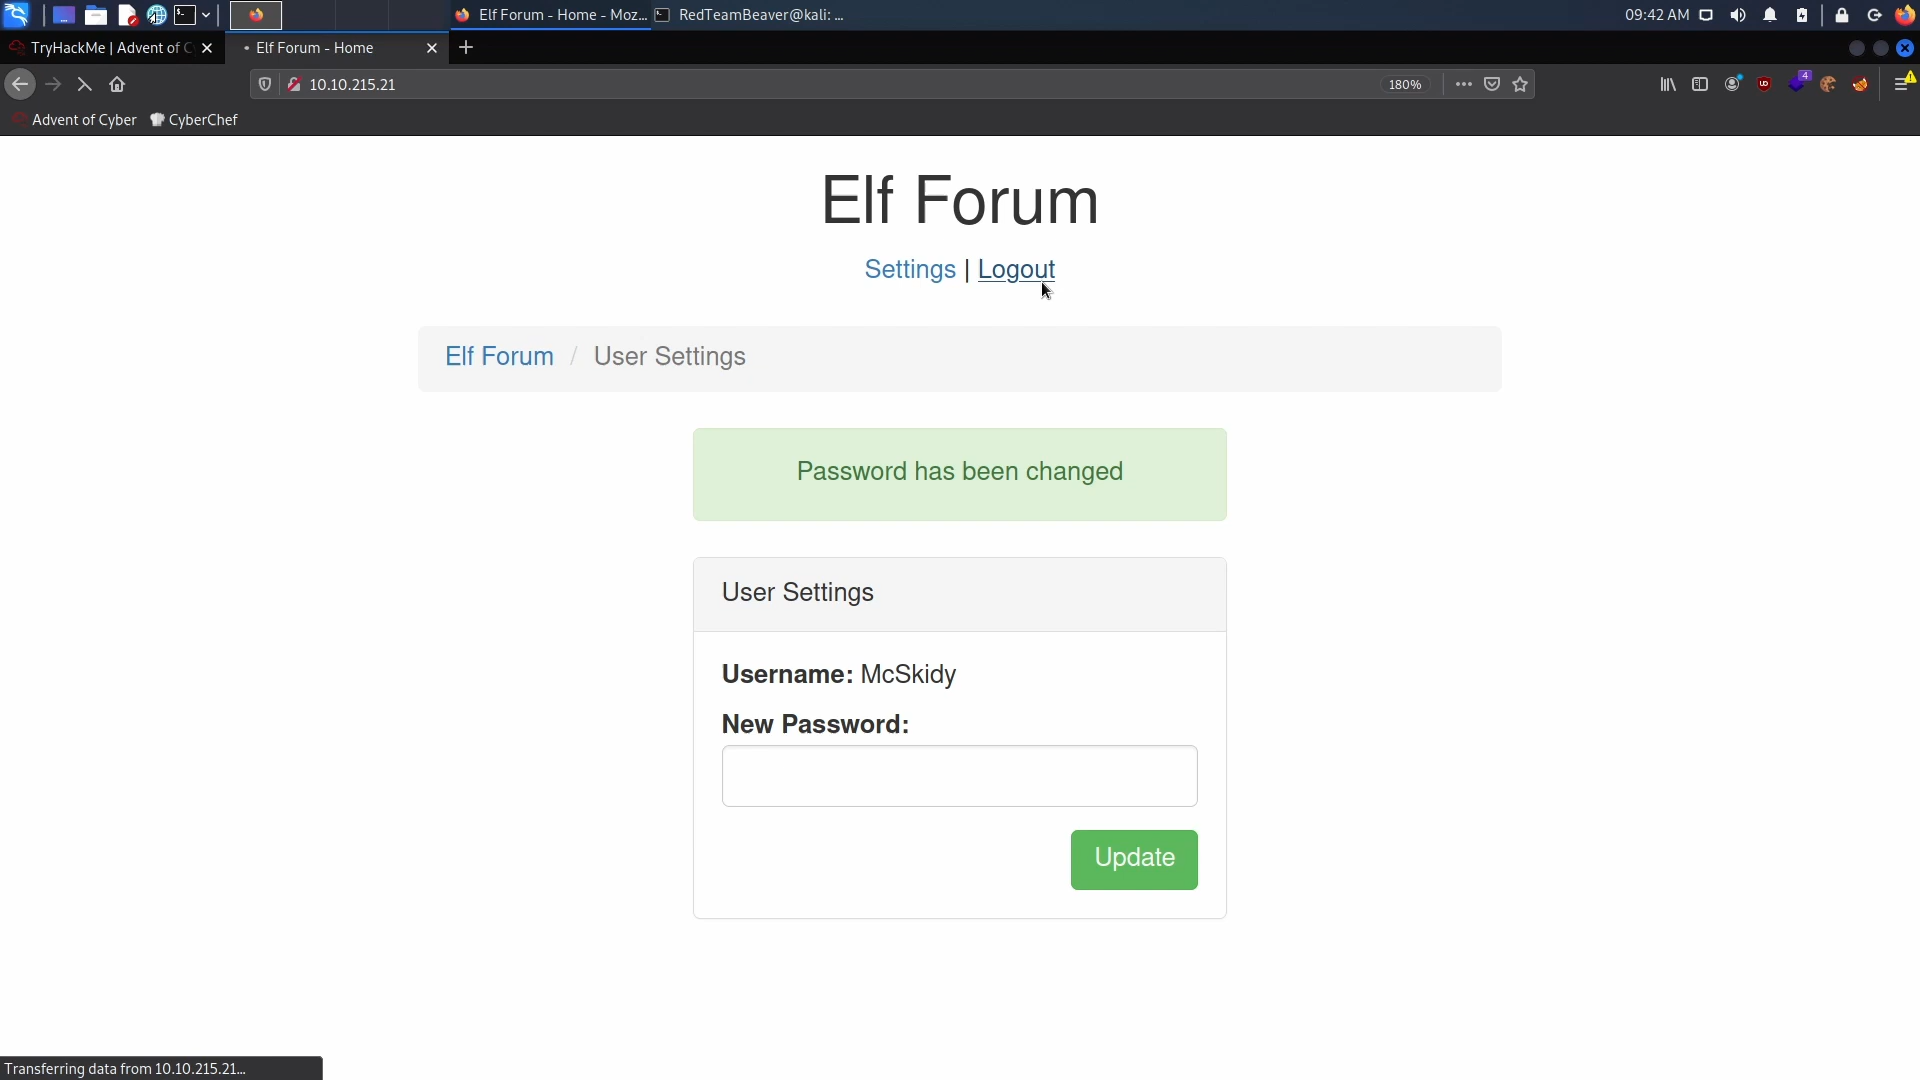 Elf Forum - Home - Moz...
RedTeamBeaver@kali: ...
09:42 AM
TryHackMe | Advent of C
Elf Forum - Home
10.10.215.21
180%
4
Advent of Cyber
CyberChef
Elf Forum
Settings | Logout
Elf Forum / User Settings
Password has been changed
User Settings
Username: McSkidy
New Password:
Update
Transferring data from 10.10.215.21...